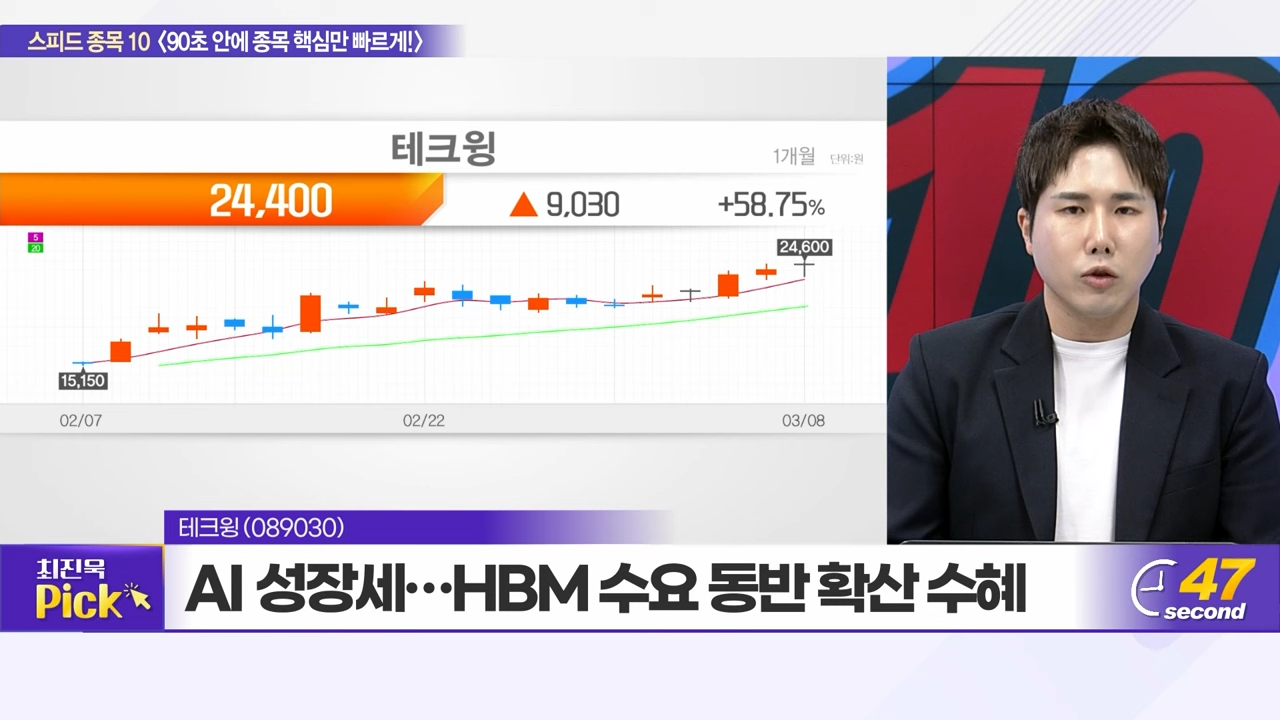 스피드 종목 10 <90초 안에 종목 핵심만 빠르게!>
테크윙
1개월 단위:원
24,400 ▲ 9,030 +58.75%
5
20
24,600
15,150
02/07 02/22 03/08
테크윙(089030)
최진욱
Pick
AI 성장세…HBM 수요 동반 확산 수혜
47
second